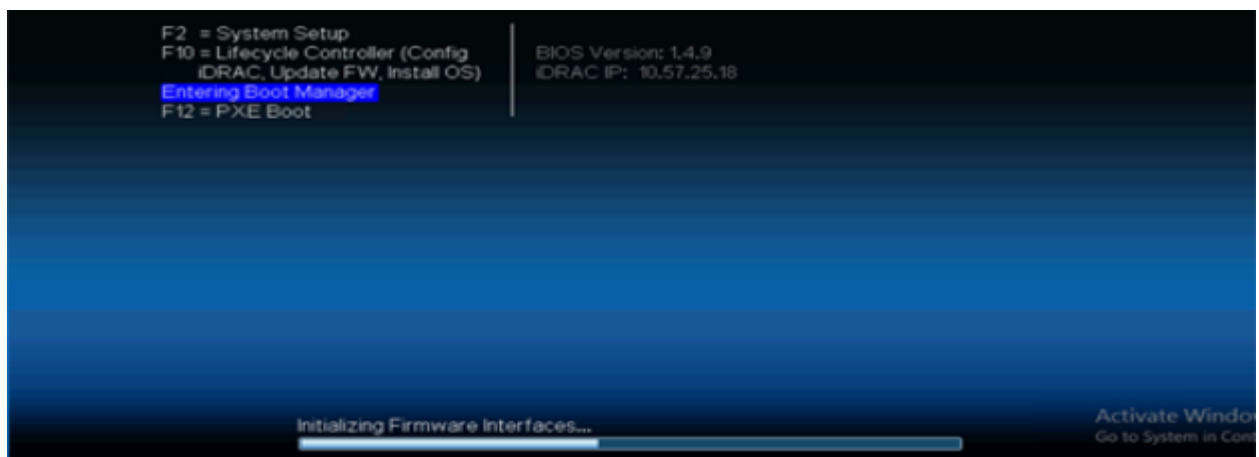 F2 = System Setup
F10 = Lifecycle Controller (Config
iDRAC, Update FW, Install OS)
Entering Boot Manager
F12 = PXE Boot
BIOS Version: 1.4.9
iDRAC IP: 10.57.25.18
Initializing Firmware Interfaces...
Activate Windo
Go to System in Cont